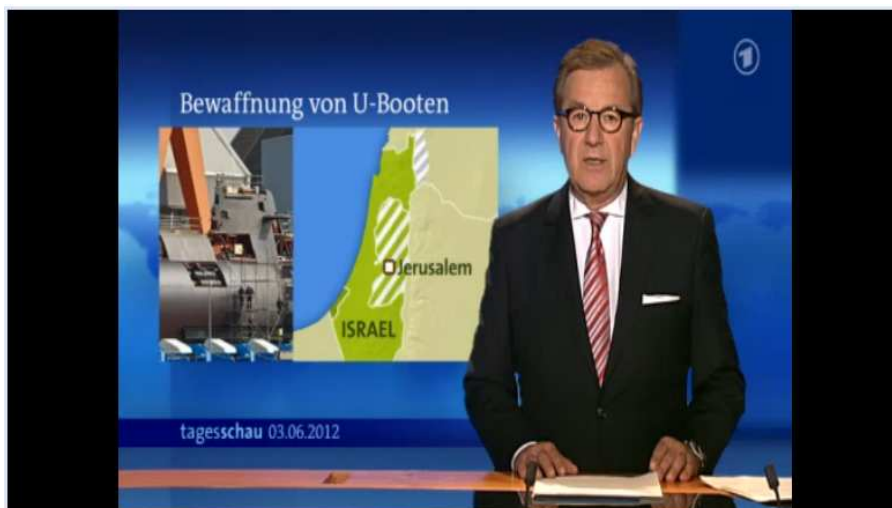 Bewaffnung von U-Booten
1
Jerusalem
ISRAEL
tagesschau 03.06.2012